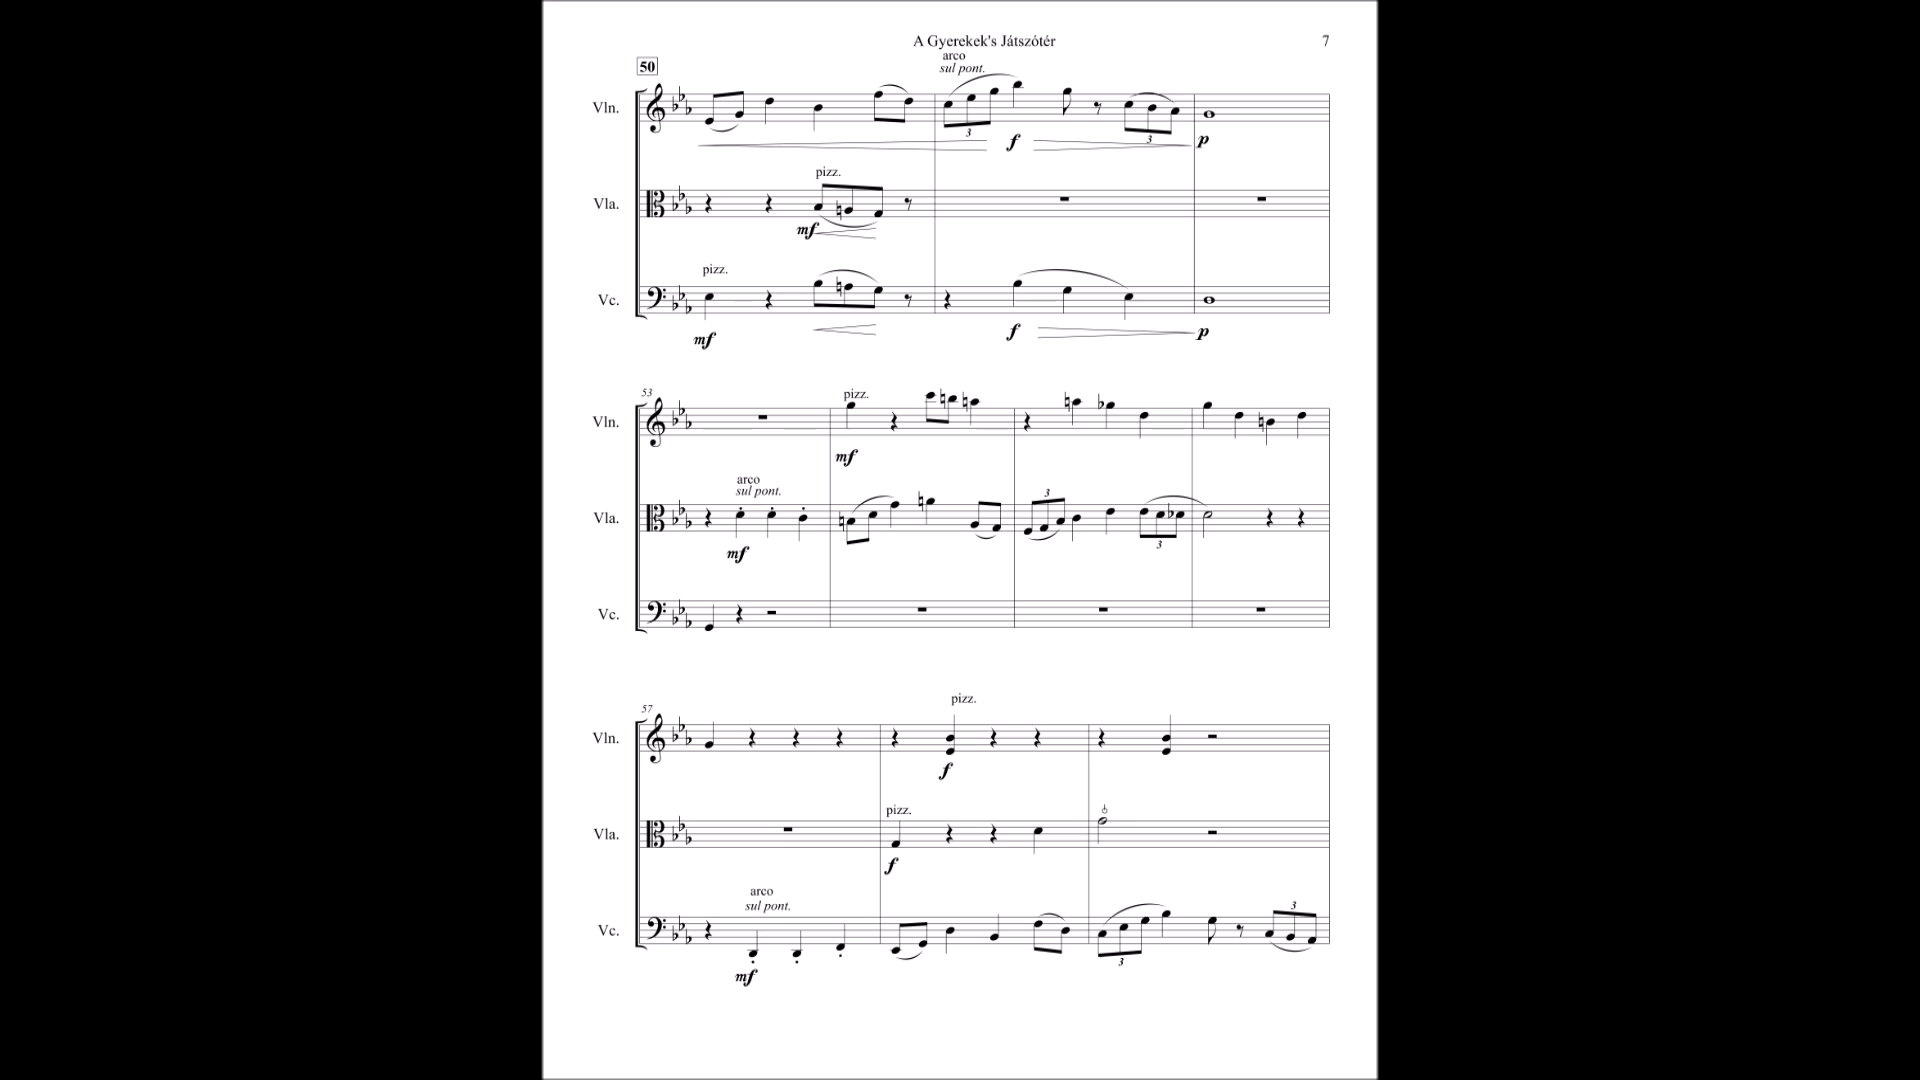 A Gyerekek's Játszótér 7
50
arco
sul pont.
Vln.
3
f
3
p
pizz.
Vla.
mf
pizz.
Vc.
mf
f
p
53
pizz.
Vln.
mf
arco
sul pont.
Vla.
mf
3
3
Vc.
57
pizz.
Vln.
f
pizz.
Vla.
f
arco
sul pont.
Vc.
mf
3
3